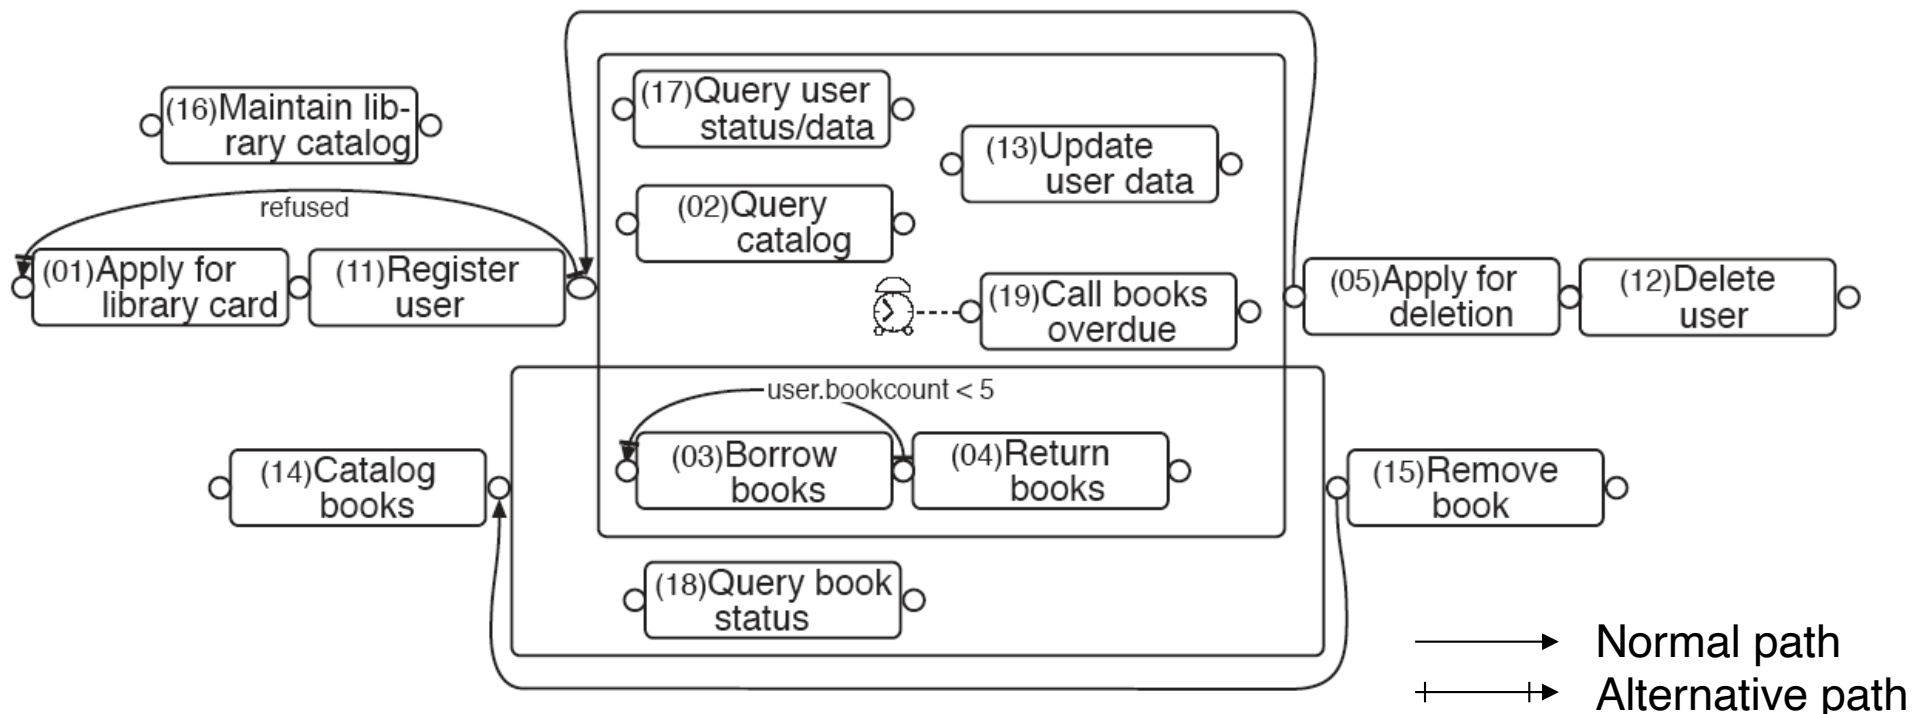 (16)Maintain lib-
rary catalog
(17)Query user
status/data
(13)Update
user data
(02)Query
catalog
refused
(01)Apply for
library card
(11)Register
user
(19)Call books
overdue
(05)Apply for
deletion
(12)Delete
user
user.bookcount < 5
(14)Catalog
books
(03)Borrow
books
(04)Return
books
(15)Remove
book
(18)Query book
status
Normal path
Alternative path